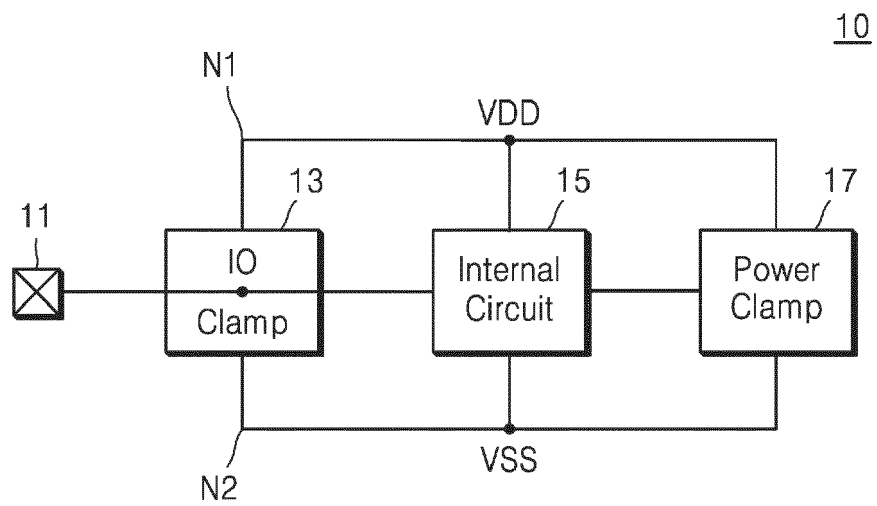 10
N1
VDD
11
13
15
17
IO
Clamp
Internal
Circuit
Power
Clamp
VSS
N2